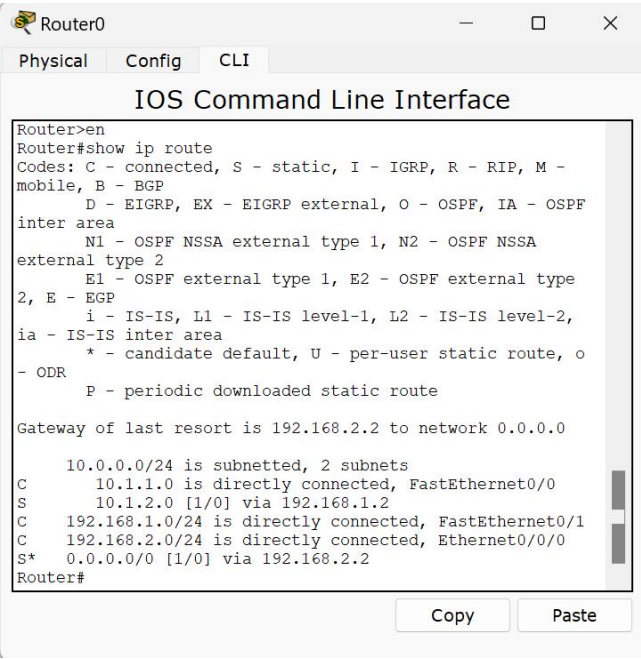 Router0
Physical Config CLI
IOS Command Line Interface
Router>en
Router#show ip route
Codes: C - connected, S - static, I - IGRP, R - RIP, M -
mobile, B - BGP
       D - EIGRP, EX - EIGRP external, O - OSPF, IA - OSPF
inter area
       N1 - OSPF NSSA external type 1, N2 - OSPF NSSA
external type 2
       E1 - OSPF external type 1, E2 - OSPF external type
2, E - EGP
       i - IS-IS, L1 - IS-IS level-1, L2 - IS-IS level-2,
ia - IS-IS inter area
       * - candidate default, U - per-user static route, o
- ODR
       P - periodic downloaded static route
Gateway of last resort is 192.168.2.2 to network 0.0.0.0
     10.0.0.0/24 is subnetted, 2 subnets
C       10.1.1.0 is directly connected, FastEthernet0/0
S       10.1.2.0 [1/0] via 192.168.1.2
C    192.168.1.0/24 is directly connected, FastEthernet0/1
C    192.168.2.0/24 is directly connected, Ethernet0/0/0
S*   0.0.0.0/0 [1/0] via 192.168.2.2
Router#
Copy Paste